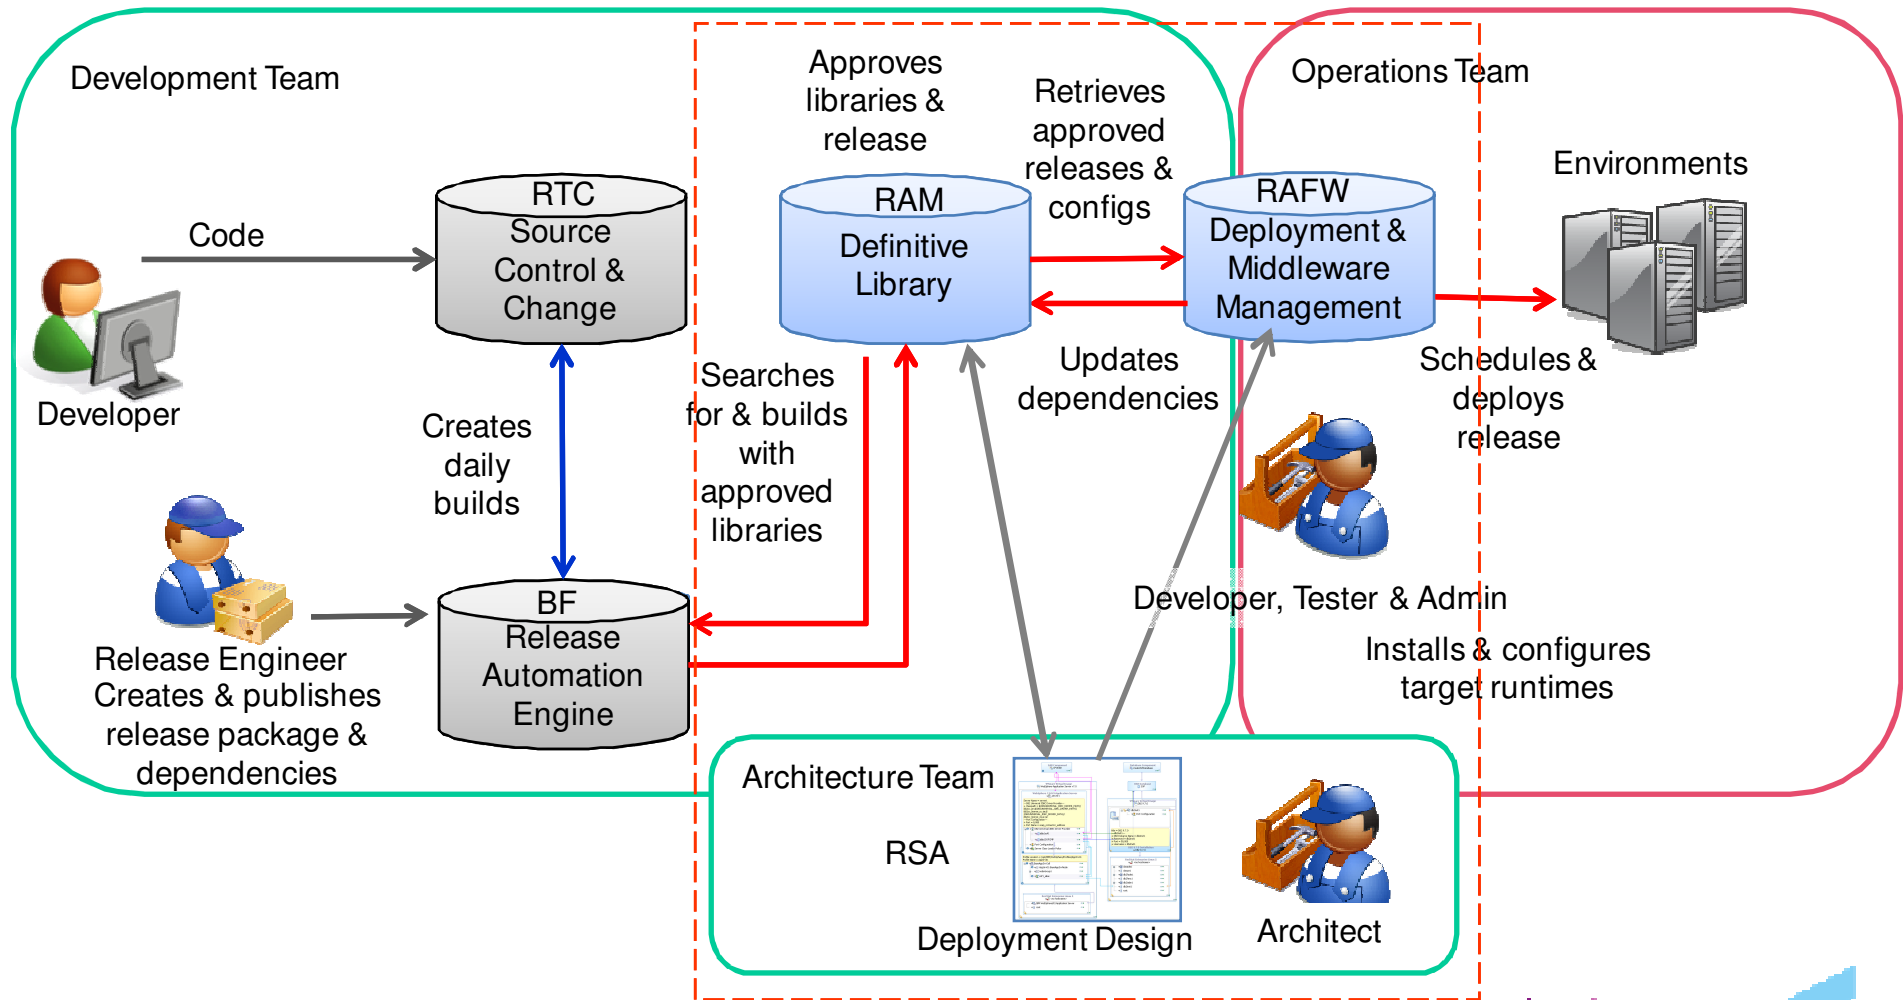 Development Team
Approves
libraries &
release
Retrieves
approved
releases &
configs
Operations Team
Environments
Code
RTC
Source
Control &
Change
RAM
Definitive
Library
RAFW
Deployment &
Middleware
Management
Developer
Creates
daily
builds
Searches
for & builds
with
approved
libraries
Updates
dependencies
Schedules &
deploys
release
BF
Release
Automation
Engine
Release Engineer
Creates & publishes
release package &
dependencies
Developer, Tester & Admin
Installs & configures
target runtimes
Architecture Team
RSA
Deployment Design
Architect